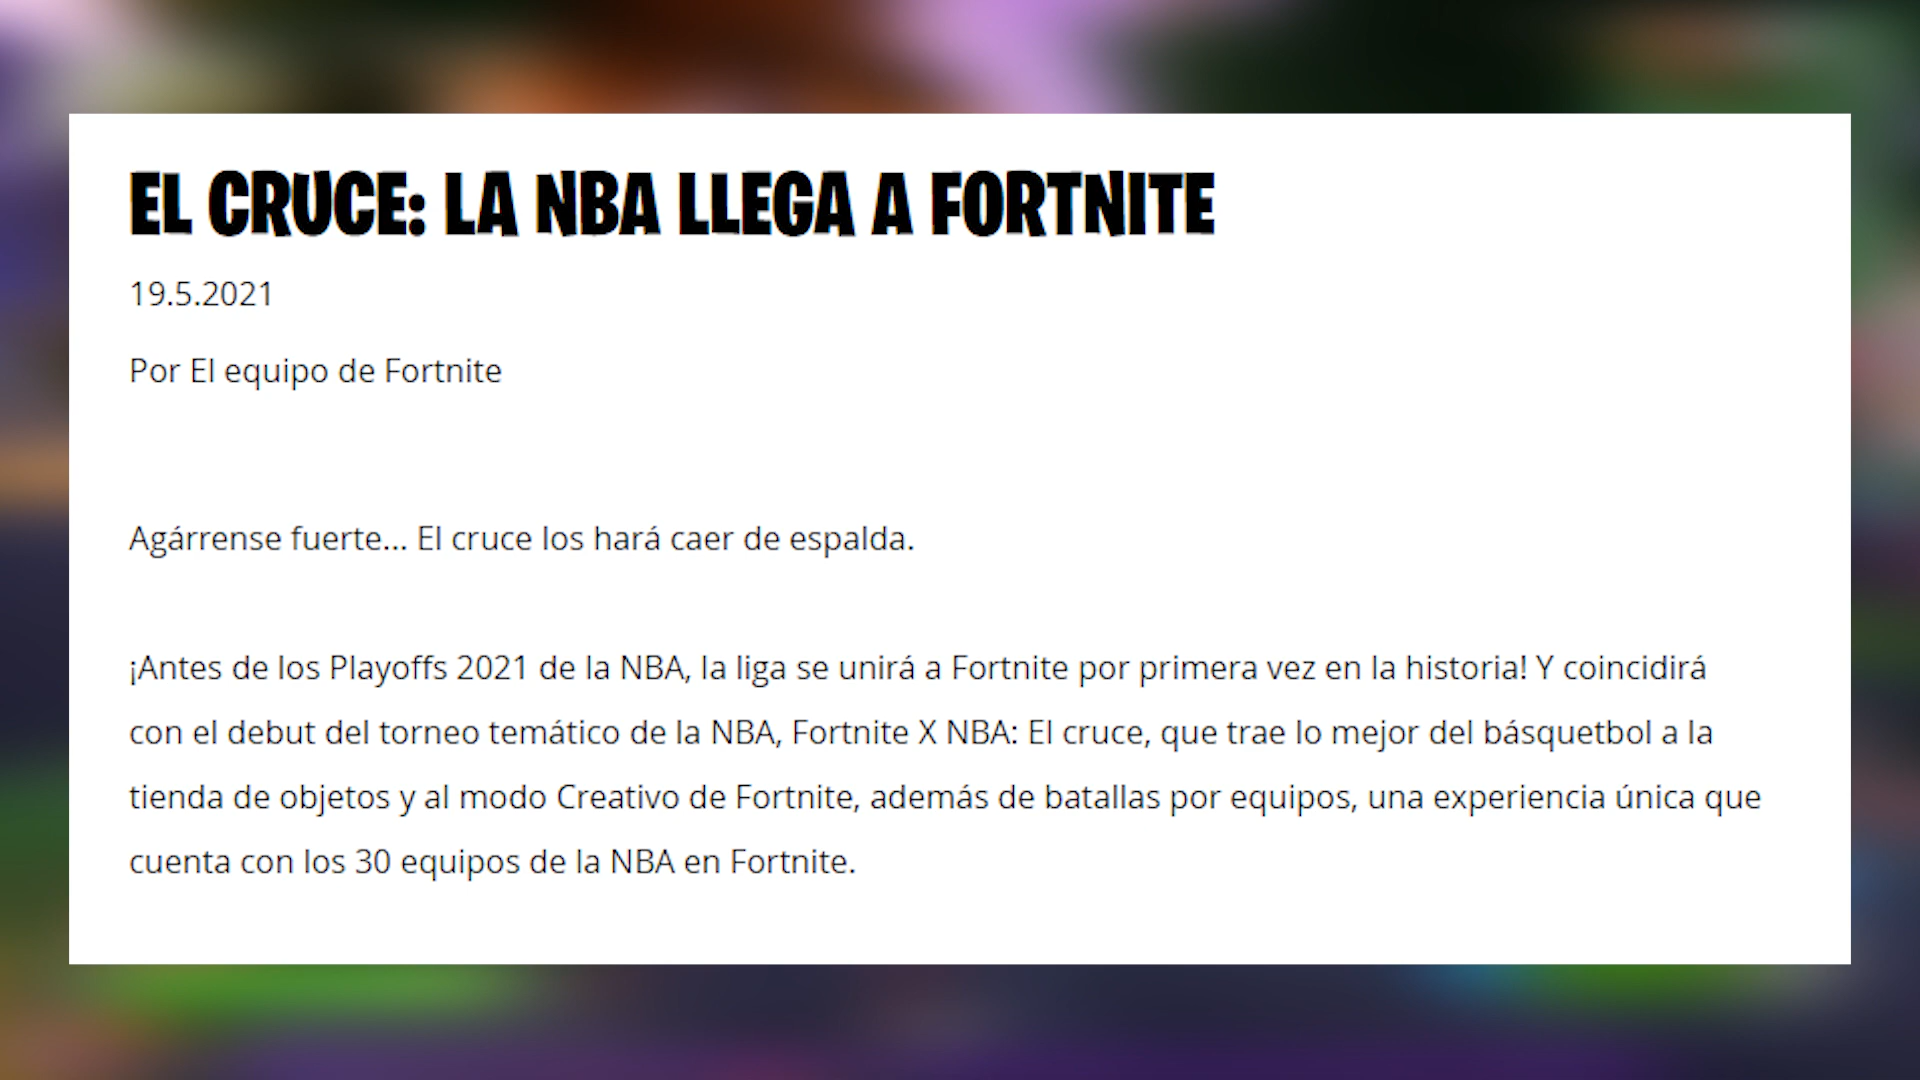 EL CRUCE: LA NBA LLEGA A FORTNITE
19.5.2021
Por El equipo de Fortnite
Agárrense fuerte... El cruce los hará caer de espalda.
¡Antes de los Playoffs 2021 de la NBA, la liga se unirá a Fortnite por primera vez en la historia! Y coincidirá
con el debut del torneo temático de la NBA, Fortnite X NBA: El cruce, que trae lo mejor del básquetbol a la
tienda de objetos y al modo Creativo de Fortnite, además de batallas por equipos, una experiencia única que
cuenta con los 30 equipos de la NBA en Fortnite.